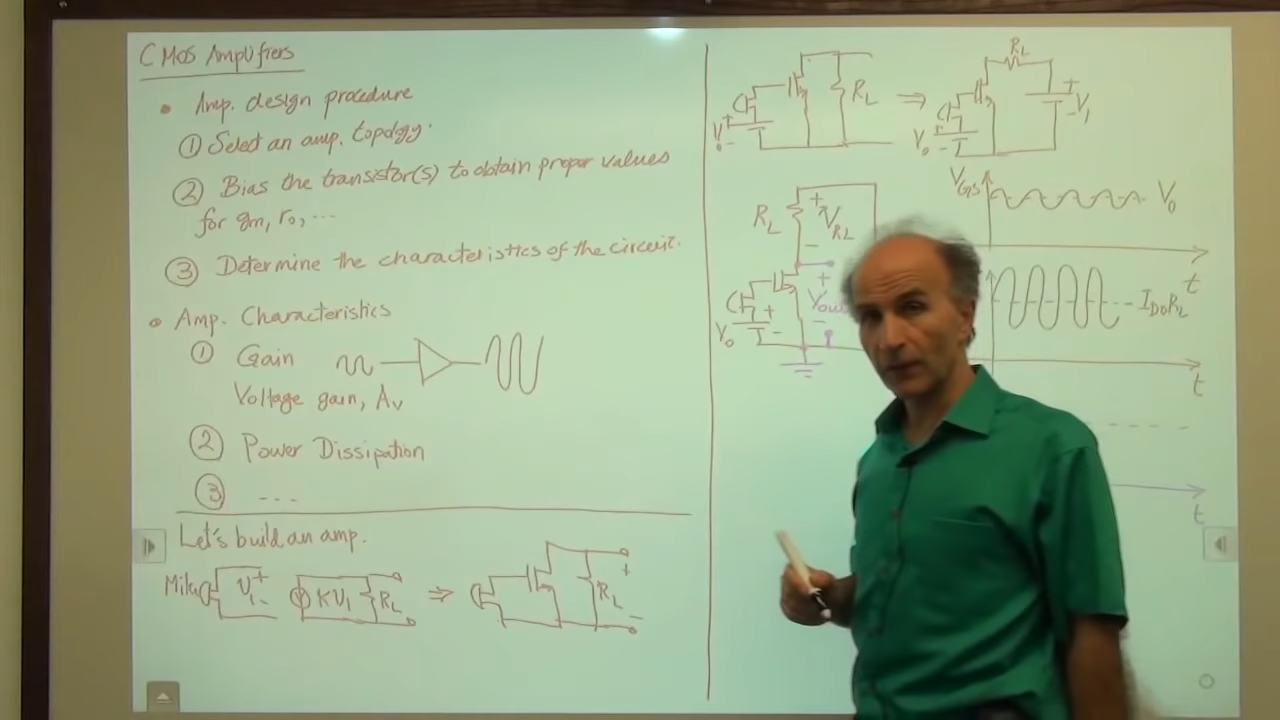 CMOS Amplifiers
• Amp. design procedure
① Select an amp. topology.
② Bias the transistor(s) to obtain proper values
for gm, ro, ...
③ Determine the characteristics of the circuit.
• Amp. Characteristics
① Gain
Voltage gain, Av
② Power Dissipation
③ ---
Let's build an amp.
Mike V1 + - KV1 RL ⇒ RL + -
V0 + - RL ⇒ V0 + - RL + - V1
RL + VRL -
V0 + - + Vou -
VGS V0 t
IDORL t
t